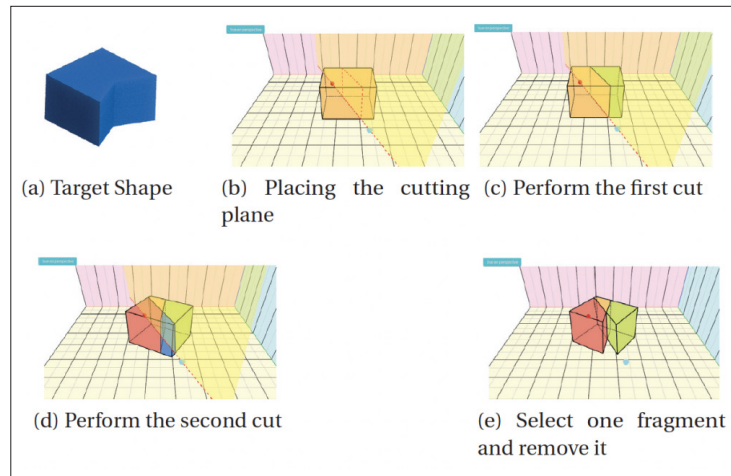 (a) Target Shape
(b) Placing the cutting
plane
(c) Perform the first cut
(d) Perform the second cut
(e) Select one fragment
and remove it